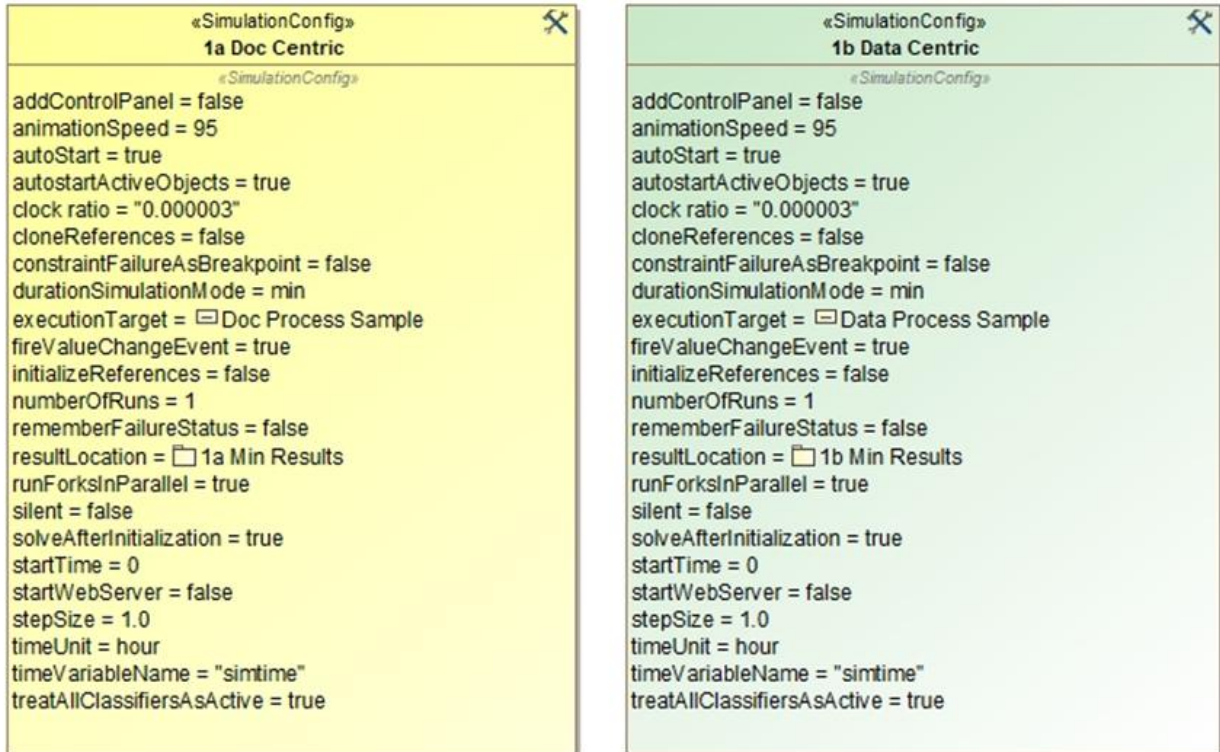 «SimulationConfig»
1a Doc Centric
«SimulationConfig»
addControlPanel = false
animationSpeed = 95
autoStart = true
autostartActiveObjects = true
clock ratio = "0.000003"
cloneReferences = false
constraintFailureAsBreakpoint = false
durationSimulationMode = min
executionTarget = Doc Process Sample
fireValueChangeEvent = true
initializeReferences = false
numberOfRuns = 1
rememberFailureStatus = false
resultLocation = 1a Min Results
runForksInParallel = true
silent = false
solveAfterInitialization = true
startTime = 0
startWebServer = false
stepSize = 1.0
timeUnit = hour
timeVariableName = "simtime"
treatAllClassifiersAsActive = true
«SimulationConfig»
1b Data Centric
«SimulationConfig»
addControlPanel = false
animationSpeed = 95
autoStart = true
autostartActiveObjects = true
clock ratio = "0.000003"
cloneReferences = false
constraintFailureAsBreakpoint = false
durationSimulationMode = min
executionTarget = Data Process Sample
fireValueChangeEvent = true
initializeReferences = false
numberOfRuns = 1
rememberFailureStatus = false
resultLocation = 1b Min Results
runForksInParallel = true
silent = false
solveAfterInitialization = true
startTime = 0
startWebServer = false
stepSize = 1.0
timeUnit = hour
timeVariableName = "simtime"
treatAllClassifiersAsActive = true